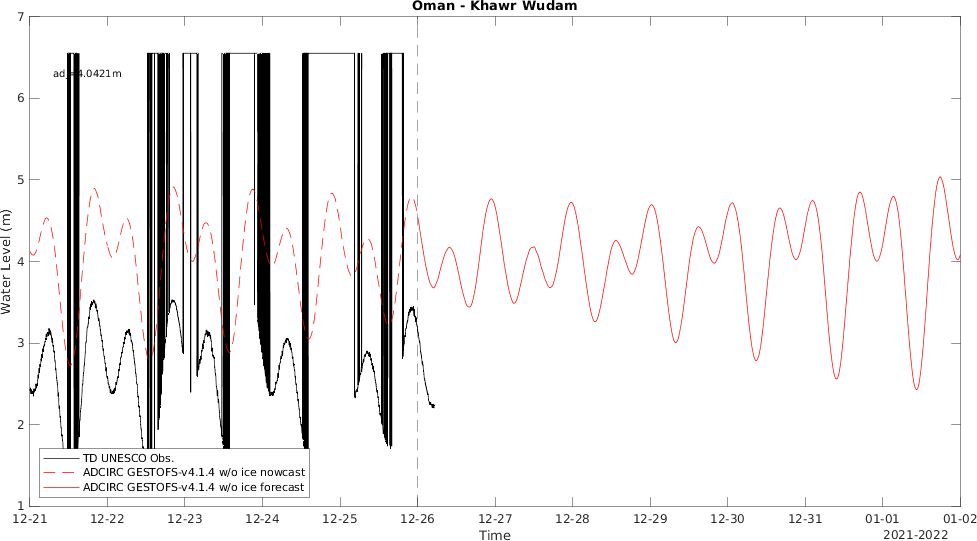 Oman - Khawr Wudam
7
6
5
4
3
2
1
Water Level (m)
adj=4.0421m
TD UNESCO Obs.
ADCIRC GESTOFS-v4.1.4 w/o ice nowcast
ADCIRC GESTOFS-v4.1.4 w/o ice forecast
12-21 12-22 12-23 12-24 12-25 12-26 12-27 12-28 12-29 12-30 12-31 01-01 01-02
Time
2021-2022